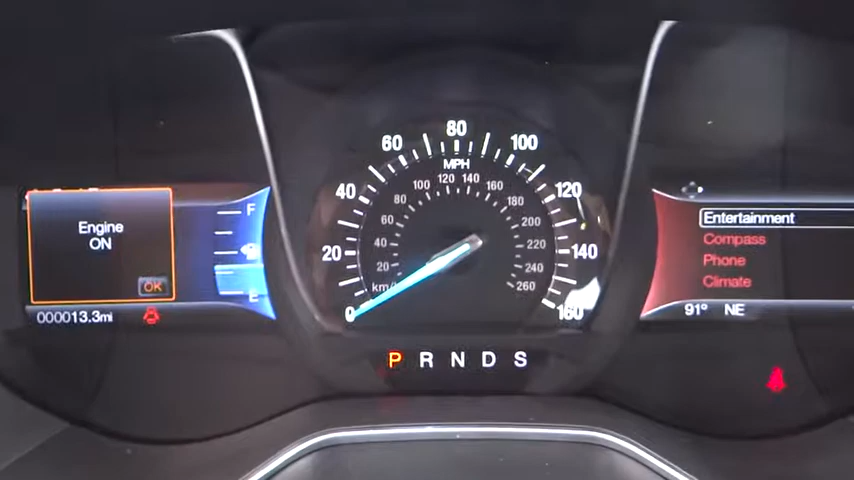 Engine
ON
OK
000013.3mi
F
E
0
20
40
60
80
100
120
140
160
MPH
20
40
60
80
100
120
140
160
180
200
220
240
260
P R N D S
Entertainment
Compass
Phone
Climate
91° NE